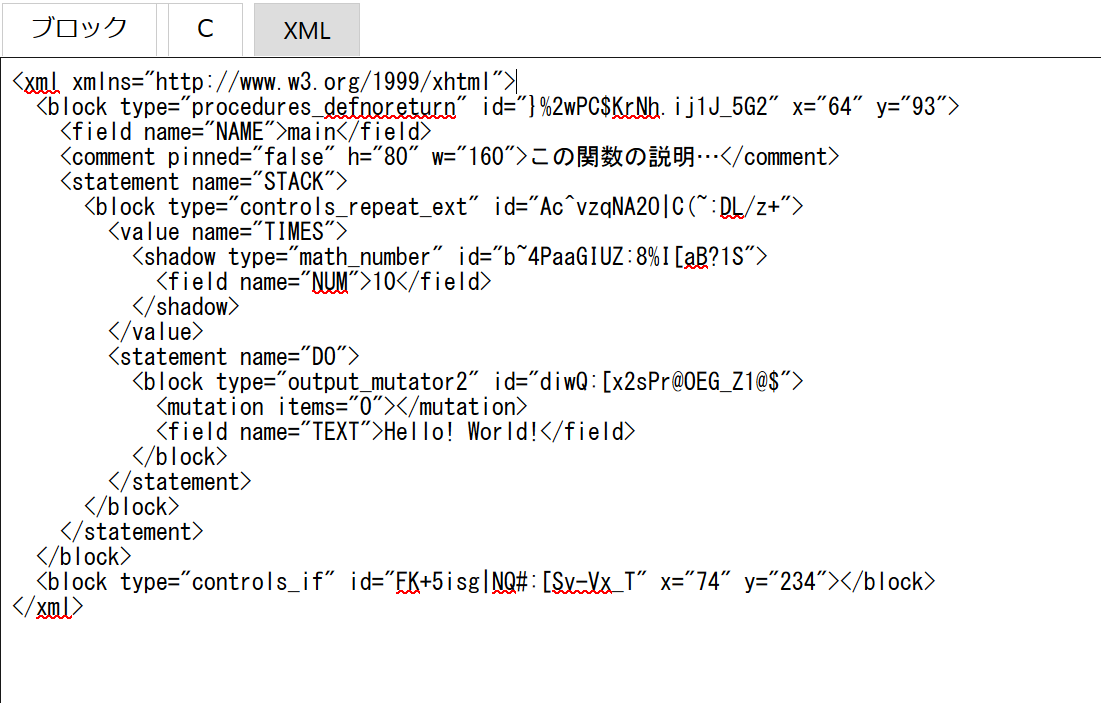 ブロック C XML
<xml xmlns="http://www.w3.org/1999/xhtml">
<block type="procedures_defnoreturn" id="}%2wPC$KrNh.ij1J_5G2" x="64" y="93">
<field name="NAME">main</field>
<comment pinned="false" h="80" w="160">この関数の説明…</comment>
<statement name="STACK">
<block type="controls_repeat_ext" id="Ac^vzqNA2O|C(~:DL/z+">
<value name="TIMES">
<shadow type="math_number" id="b~4PaaGIUZ:8%I[aB?1S">
<field name="NUM">10</field>
</shadow>
</value>
<statement name="DO">
<block type="output_mutator2" id="diwQ:[x2sPr@OEG_Z1@$">
<mutation items="0"></mutation>
<field name="TEXT">Hello! World!</field>
</block>
</statement>
</block>
</statement>
</block>
<block type="controls_if" id="FK+5isg|NQ#:[Sv-Vx_T" x="74" y="234"></block>
</xml>